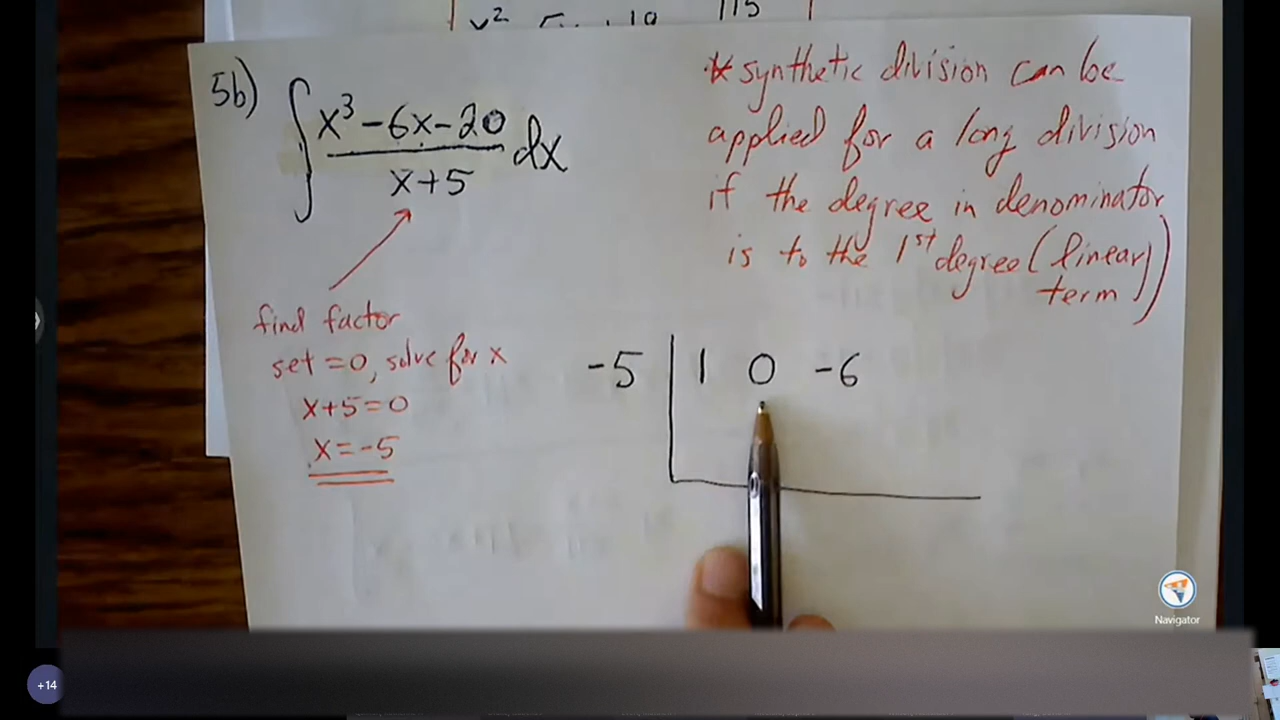 115
5b) ∫ x³-6x-20 / x+5 dx
* synthetic division can be
applied for a long division
if the degree in denominator
is to the 1st degree (linear)
term)
find factor
set=0, solve for x
x+5=0
x=-5
-5 | 1 0 -6
Navigator
+14